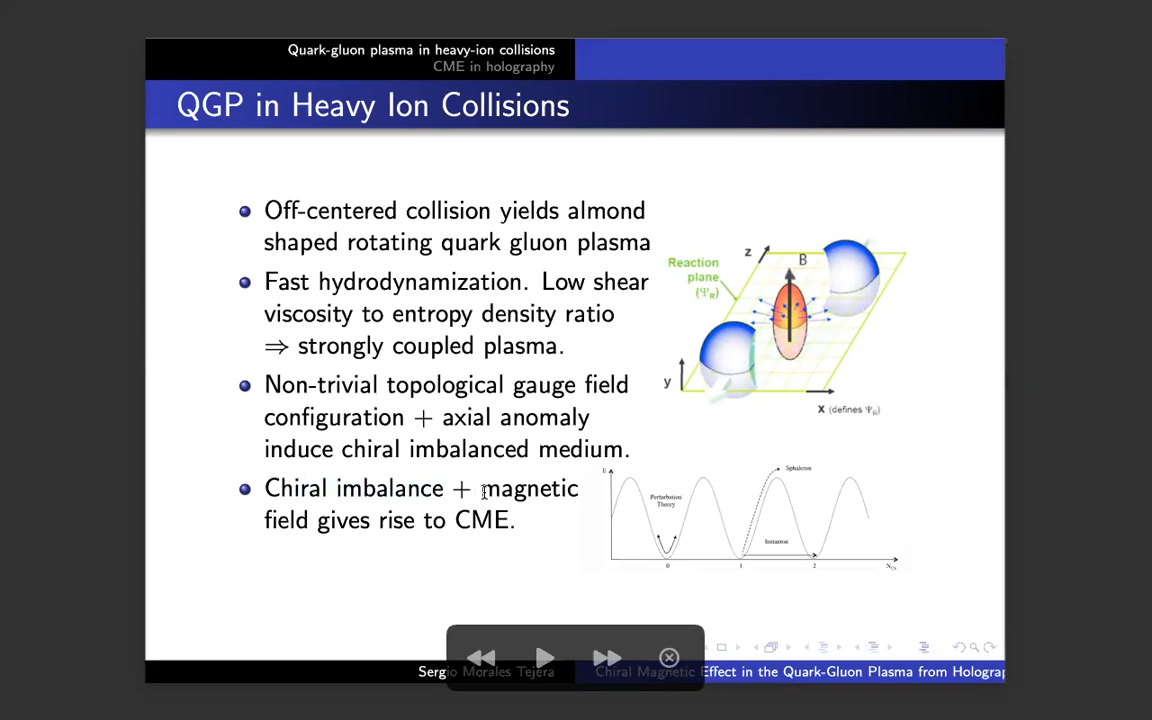 Quark-gluon plasma in heavy-ion collisions
CME in holography
QGP in Heavy Ion Collisions
Off-centered collision yields almond
shaped rotating quark gluon plasma
Fast hydrodynamization. Low shear
viscosity to entropy density ratio
⇒ strongly coupled plasma.
Non-trivial topological gauge field
configuration + axial anomaly
induce chiral imbalanced medium.
Chiral imbalance + magnetic
field gives rise to CME.
z
B
Reaction
plane
(Ψ_R)
y
X (defines Ψ_R)
E
Sphaleron
Perturbation
Theory
Instanton
0 1 2 N_CS
Sergio Morales Tejera
Chiral Magnetic Effect in the Quark-Gluon Plasma from Hologra